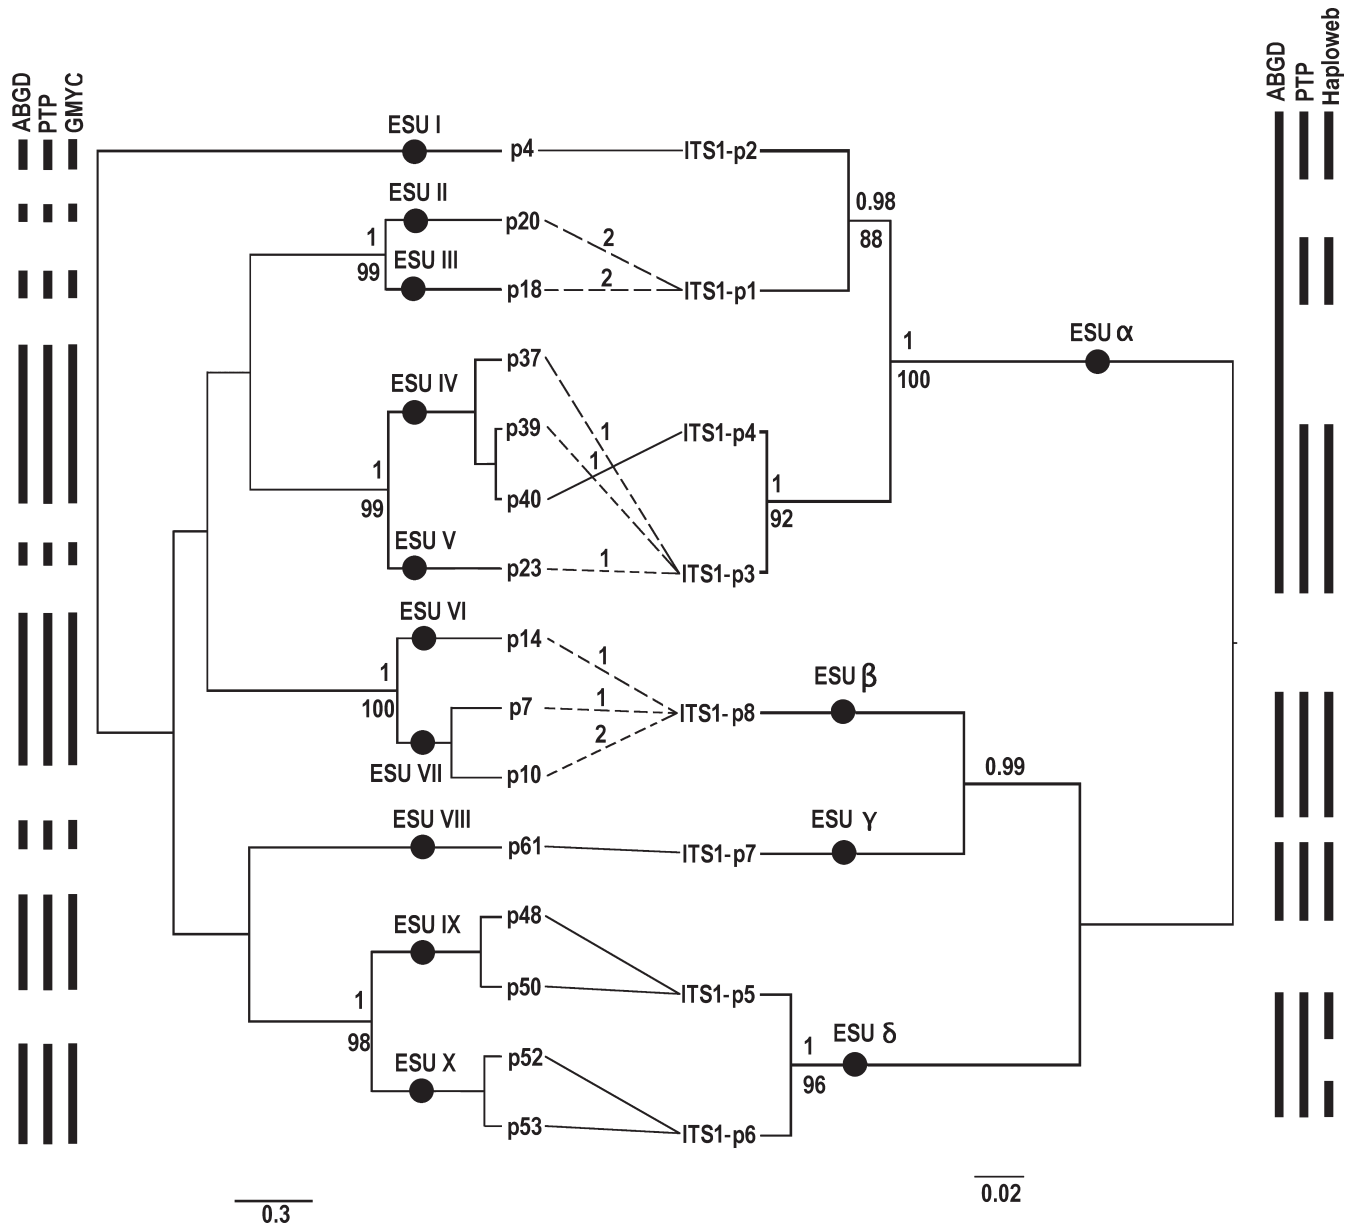 ABGD
PTP
GMYC
ABGD
PTP
Haploweb
ESU I
p4
ITS1-p2
ESU II
0.98
p20
2
1
88
ESU III
99
p18
2
ITS1-p1
ESU α
1
p37
100
ESU IV
p39
1
ITS1-p4
1
1
1
p40
99
92
ESU V
p23
1
ITS1-p3
ESU VI
p14
1
1
ESU β
100
p7
1
ITS1-p8
2
ESU VII
p10
0.99
ESU VIII
ESU γ
p61
ITS1-p7
ESU IX
p48
1
p50
ITS1-p5
98
ESU δ
ESU X
p52
1
96
p53
ITS1-p6
0.3
0.02